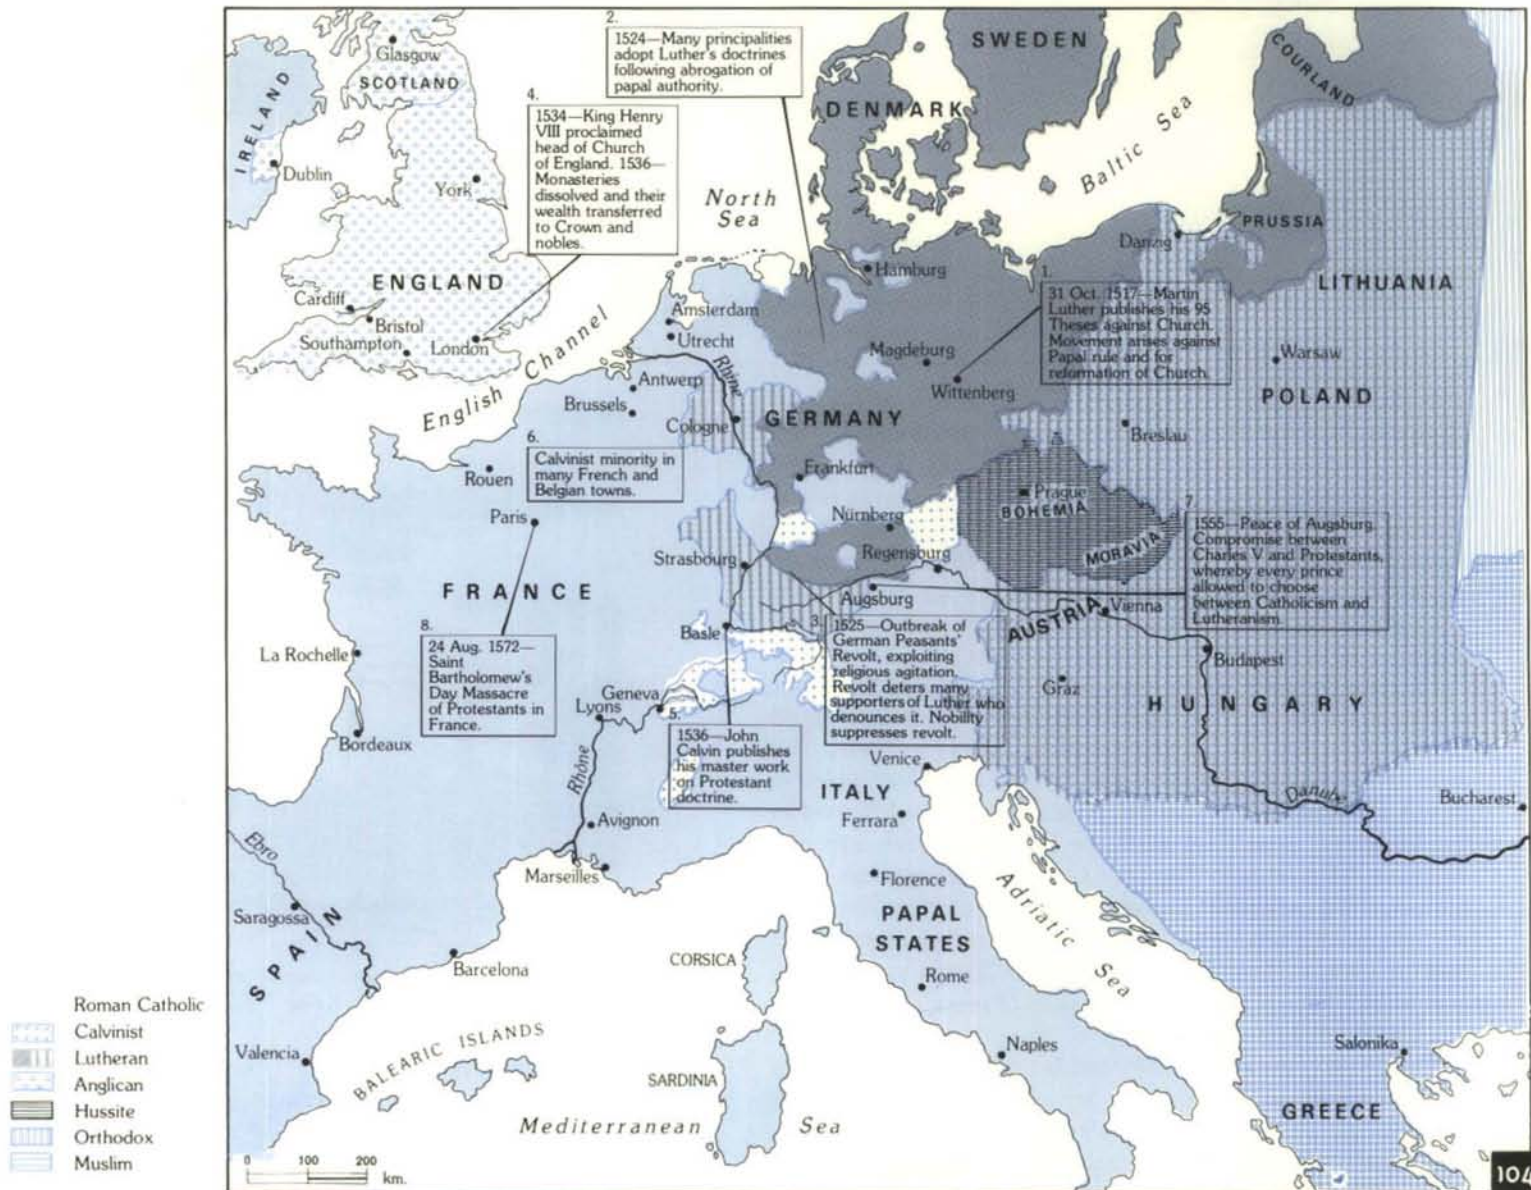 2.
1524—Many principalities
adopt Luther's doctrines
following abrogation of
papal authority.
SWEDEN
COURLAND
Glasgow
SCOTLAND
IRELAND
DENMARK
4.
1534—King Henry
VIII proclaimed
head of Church
of England. 1536—
Monasteries
dissolved and their
wealth transferred
to Crown and
nobles.
Baltic Sea
Dublin
York
North
Sea
PRUSSIA
Danzig
Hamburg
1.
31 Oct. 1517—Martin
Luther publishes his 95
Theses against Church.
Movement arises against
Papal rule and for
reformation of Church.
LITHUANIA
ENGLAND
Cardiff
Bristol
Southampton
London
Amsterdam
Utrecht
English Channel
Rhine
Magdeburg
Wittenberg
Warsaw
POLAND
Antwerp
Brussels
Cologne
GERMANY
Breslau
6.
Calvinist minority in
many French and
Belgian towns.
Rouen
Frankfurt
Prague
BOHEMIA
MORAVIA
Paris
Nürnberg
Regensburg
7.
1555—Peace of Augsburg.
Compromise between
Charles V and Protestants,
whereby every prince
allowed to choose
between Catholicism and
Lutheranism.
Strasbourg
FRANCE
Augsburg
AUSTRIA
Vienna
Basle
3.
1525—Outbreak of
German Peasants'
Revolt, exploiting
religious agitation.
Revolt deters many
supporters of Luther who
denounces it. Nobility
suppresses revolt.
8.
24 Aug. 1572—
Saint
Bartholomew's
Day Massacre
of Protestants in
France.
La Rochelle
Budapest
Graz
HUNGARY
Geneva
Lyons
5.
1536—John
Calvin publishes
his master work
on Protestant
doctrine.
Bordeaux
Rhône
Venice
ITALY
Ferrara
Danube
Bucharest
Avignon
Ebro
Marseilles
Florence
Adriatic Sea
Saragossa
SPAIN
PAPAL
STATES
Barcelona
CORSICA
Rome
Roman Catholic
Calvinist
Lutheran
Anglican
Hussite
Orthodox
Muslim
Valencia
BALEARIC ISLANDS
SARDINIA
Naples
Salonika
Mediterranean Sea
GREECE
0 100 200
km.